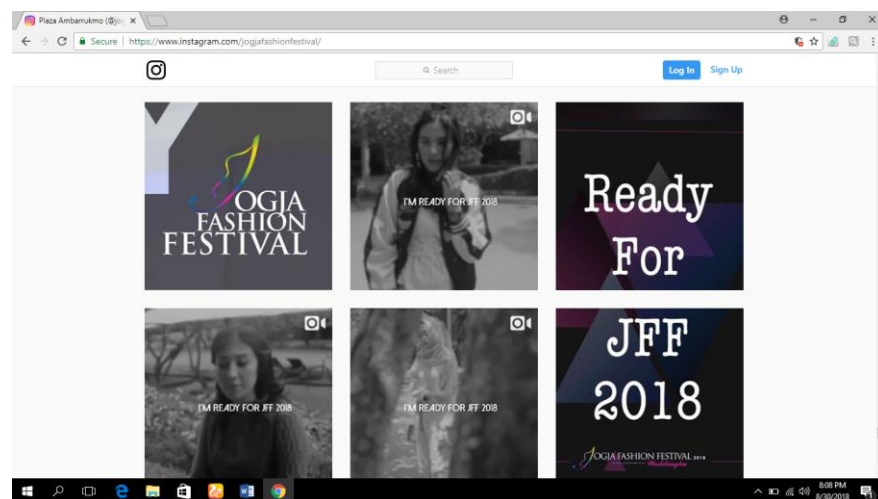 Plaza Ambarrukmo (@jog
Secure https://www.instagram.com/jogjafashionfestival/
Search
Log In Sign Up
JOGJA
FASHION
FESTIVAL
I'M READY FOR JFF 2018
Ready
For
I'M READY FOR JFF 2018
I'M READY FOR JFF 2018
JFF
2018
JOGJA FASHION FESTIVAL 2018
8:08 PM
8/30/2018